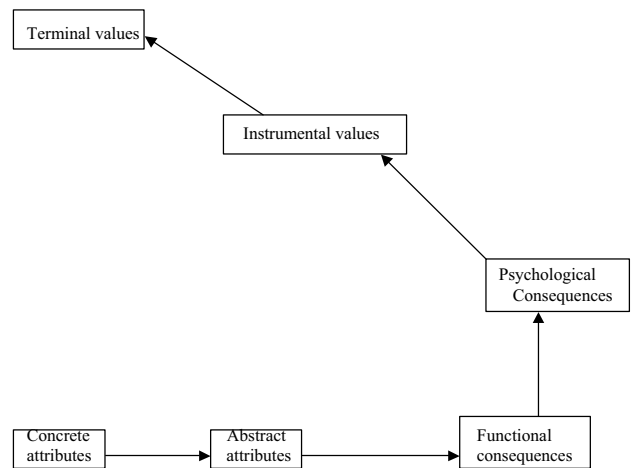 Terminal values
Instrumental values
Psychological
Consequences
Concrete
attributes
Abstract
attributes
Functional
consequences